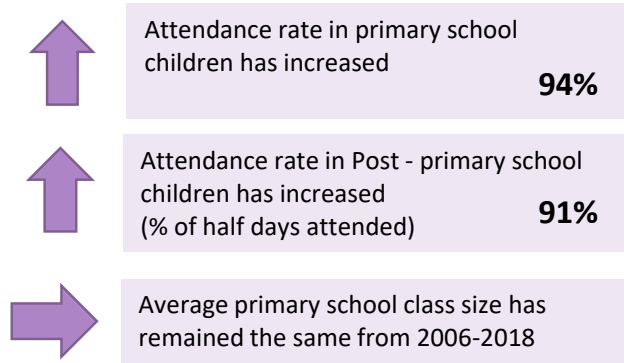 Attendance rate in primary school
children has increased
94%
Attendance rate in Post - primary school
children has increased
(% of half days attended)
91%
Average primary school class size has
remained the same from 2006-2018